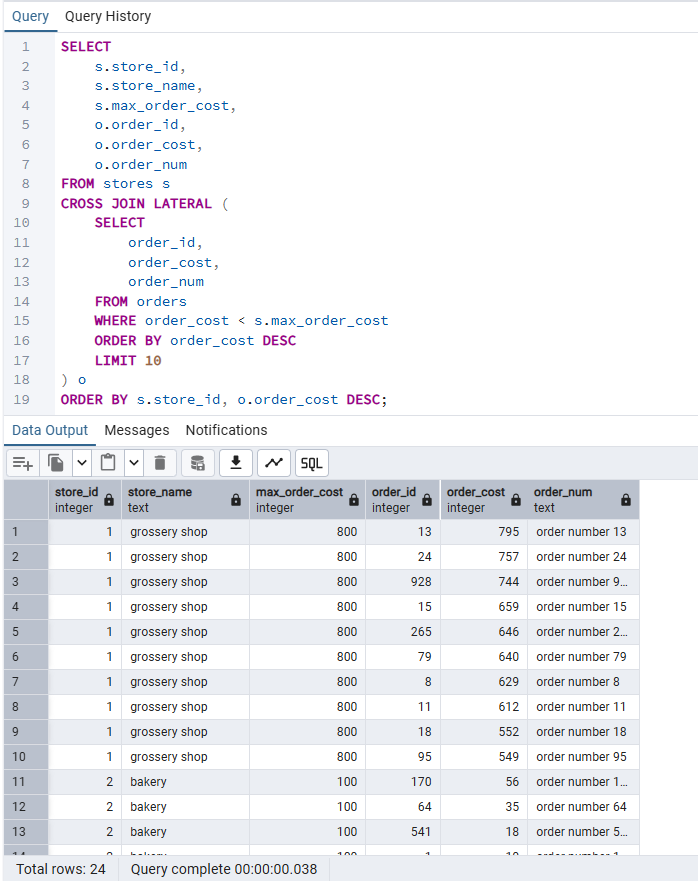 Query Query History
1 SELECT
2 s.store_id,
3 s.store_name,
4 s.max_order_cost,
5 o.order_id,
6 o.order_cost,
7 o.order_num
8 FROM stores s
9 CROSS JOIN LATERAL (
10 SELECT
11 order_id,
12 order_cost,
13 order_num
14 FROM orders
15 WHERE order_cost < s.max_order_cost
16 ORDER BY order_cost DESC
17 LIMIT 10
18 ) o
19 ORDER BY s.store_id, o.order_cost DESC;
Data Output Messages Notifications
SQL
store_id store_name max_order_cost order_id order_cost order_num
integer text integer integer integer text
1 1 grossery shop 800 13 795 order number 13
2 1 grossery shop 800 24 757 order number 24
3 1 grossery shop 800 928 744 order number 9...
4 1 grossery shop 800 15 659 order number 15
5 1 grossery shop 800 265 646 order number 2...
6 1 grossery shop 800 79 640 order number 79
7 1 grossery shop 800 8 629 order number 8
8 1 grossery shop 800 11 612 order number 11
9 1 grossery shop 800 18 552 order number 18
10 1 grossery shop 800 95 549 order number 95
11 2 bakery 100 170 56 order number 1...
12 2 bakery 100 64 35 order number 64
13 2 bakery 100 541 18 order number 5...
Total rows: 24 Query complete 00:00:00.038